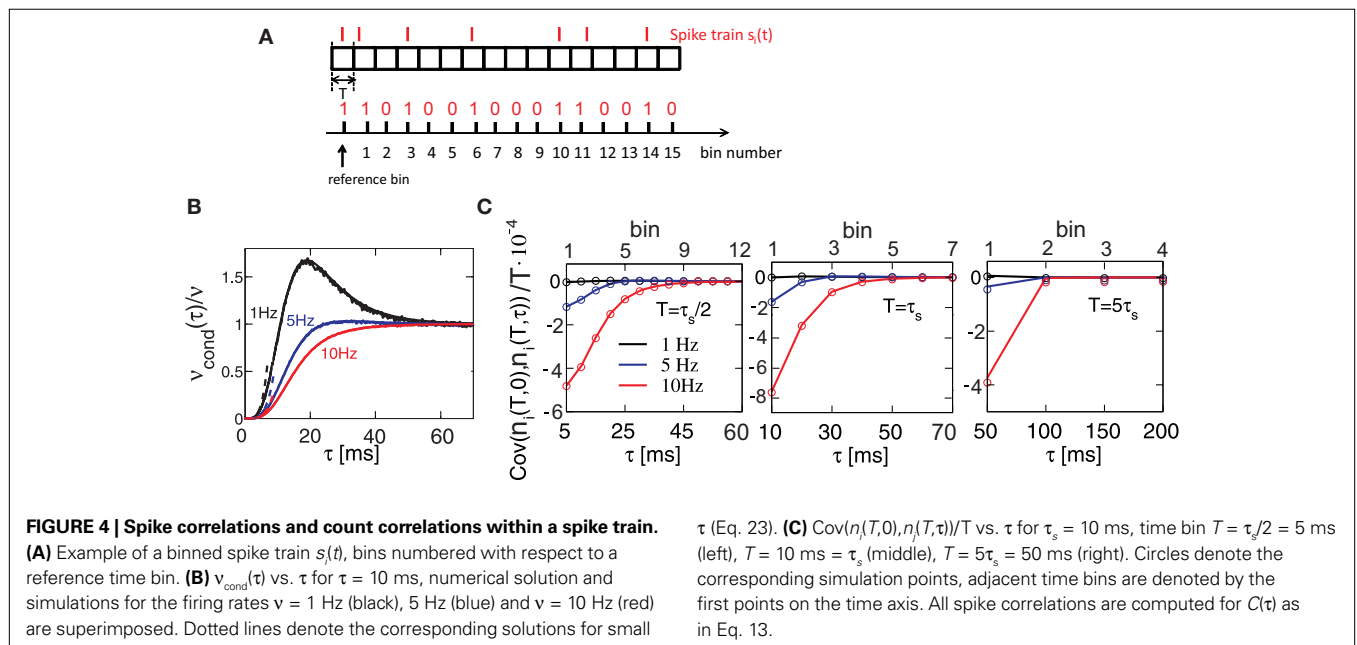 A
Spike train s_i(t)
T
1 1 0 1 0 0 1 0 0 0 1 1 0 1 0
1 2 3 4 5 6 7 8 9 10 11 12 13 14 15 bin number
reference bin
B
ν_cond(τ)/ν
1.5
1
0.5
0
1Hz
5Hz
10Hz
0 20 40 60
τ [ms]
C
Cov(n_i(T,0),n_i(T,τ)) /T · 10^-4
bin
1 5 9 12
0
-2
-4
-6
T=τ_s/2
1 Hz
5 Hz
10Hz
5 25 45 60
τ [ms]
bin
1 3 5 7
0
-2
-4
-6
-8
T=τ_s
10 30 50 70
τ [ms]
bin
1 2 3 4
0
-2
-4
T=5τ_s
50 100 150 200
τ [ms]
FIGURE 4 | Spike correlations and count correlations within a spike train.
(A) Example of a binned spike train s_i(t), bins numbered with respect to a
reference time bin. (B) ν_cond(τ) vs. τ for τ = 10 ms, numerical solution and
simulations for the firing rates ν = 1 Hz (black), 5 Hz (blue) and ν = 10 Hz (red)
are superimposed. Dotted lines denote the corresponding solutions for small
τ (Eq. 23). (C) Cov(n_i(T,0),n_j(T,τ))/T vs. τ for τ_s = 10 ms, time bin T = τ_s/2 = 5 ms
(left), T = 10 ms = τ_s (middle), T = 5τ_s = 50 ms (right). Circles denote the
corresponding simulation points, adjacent time bins are denoted by the
first points on the time axis. All spike correlations are computed for C(τ) as
in Eq. 13.